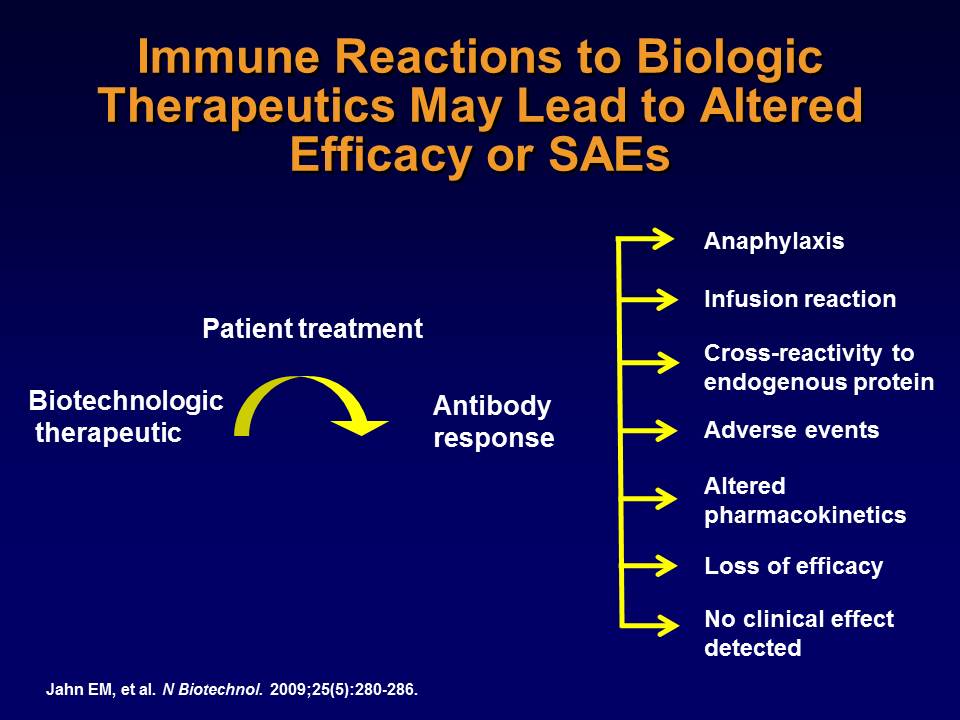 Immune Reactions to Biologic
Therapeutics May Lead to Altered
Efficacy or SAEs
Patient treatment
Biotechnologic
therapeutic
Antibody
response
Anaphylaxis
Infusion reaction
Cross-reactivity to
endogenous protein
Adverse events
Altered
pharmacokinetics
Loss of efficacy
No clinical effect
detected
Jahn EM, et al. N Biotechnol. 2009;25(5):280-286.